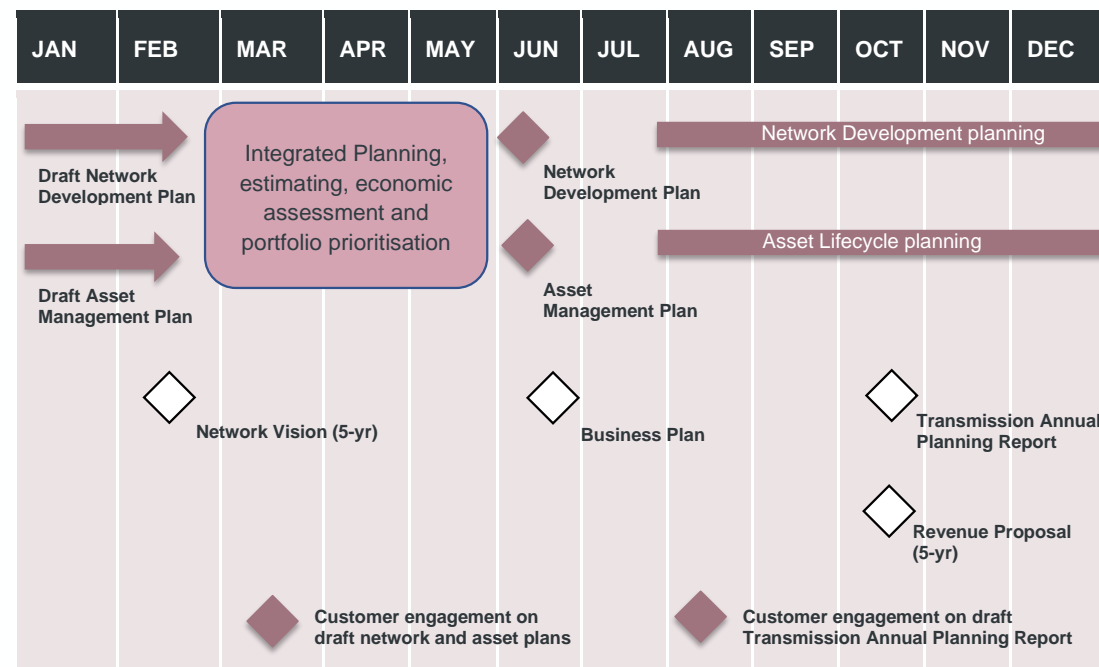 JAN FEB MAR APR MAY JUN JUL AUG SEP OCT NOV DEC
Draft Network
Development Plan
Integrated Planning,
estimating, economic
assessment and
portfolio prioritisation
Network
Development Plan
Network Development planning
Draft Asset
Management Plan
Asset
Management Plan
Asset Lifecycle planning
Network Vision (5-yr)
Business Plan
Transmission Annual
Planning Report
Revenue Proposal
(5-yr)
Customer engagement on
draft network and asset plans
Customer engagement on draft
Transmission Annual Planning Report